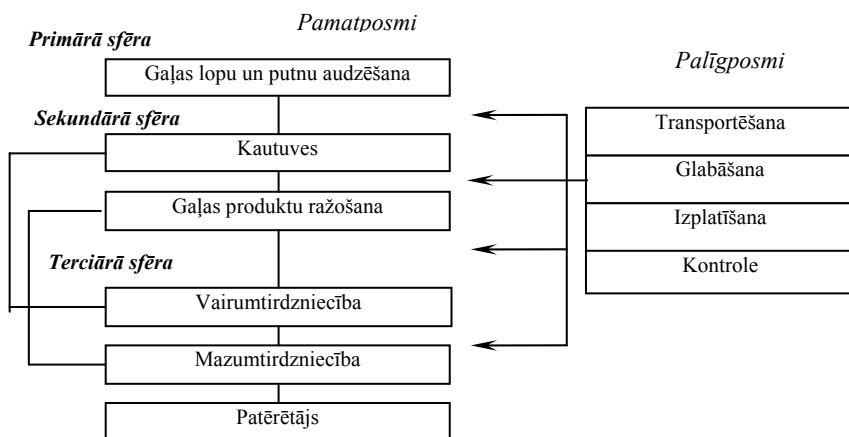 Pamatposmi
Primārā sfēra
Gaļas lopu un putnu audzēšana
Sekundārā sfēra
Kautuves
Gaļas produktu ražošana
Terciārā sfēra
Vairumtirdzniecība
Mazumtirdzniecība
Patērētājs
Palīgposmi
Transportēšana
Glabāšana
Izplatīšana
Kontrole